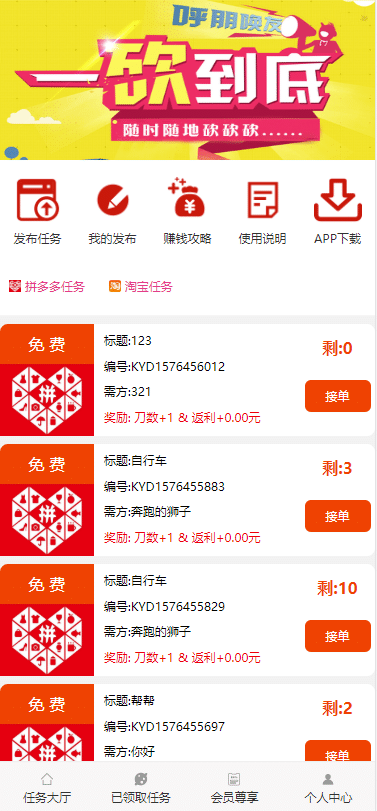 呼朋唤友
一砍到底
随时随地砍砍砍......
发布任务 我的发布 赚钱攻略 使用说明 APP下载
拼多多任务 淘宝任务
免 费
标题:123
编号:KYD1576456012
需方:321
奖励: 刀数+1 & 返利+0.00元
剩:0
接单
拼
免 费
标题:自行车
编号:KYD1576455883
需方:奔跑的狮子
奖励: 刀数+1 & 返利+0.00元
剩:3
接单
拼
免 费
标题:自行车
编号:KYD1576455829
需方:奔跑的狮子
奖励: 刀数+1 & 返利+0.00元
剩:10
接单
拼
免 费
标题:帮帮
编号:KYD1576455697
需方:你好
剩:2
接单
任务大厅 已领取任务 会员尊享 个人中心